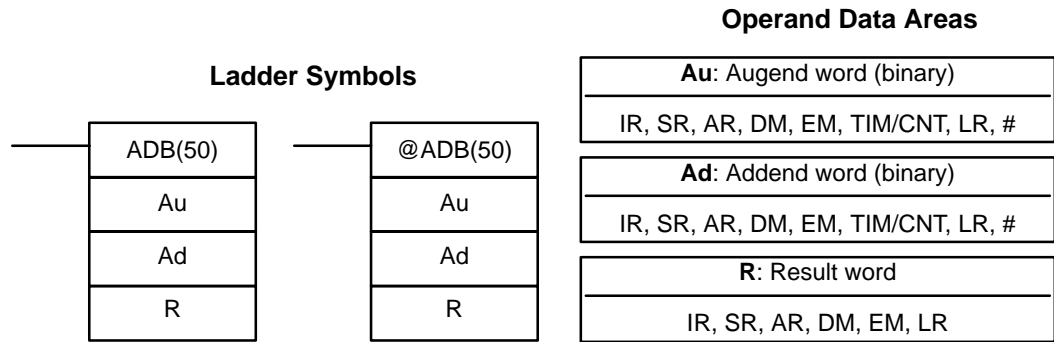 Ladder Symbols
ADB(50)
Au
Ad
R
@ADB(50)
Au
Ad
R
Operand Data Areas
Au: Augend word (binary)
IR, SR, AR, DM, EM, TIM/CNT, LR, #
Ad: Addend word (binary)
IR, SR, AR, DM, EM, TIM/CNT, LR, #
R: Result word
IR, SR, AR, DM, EM, LR